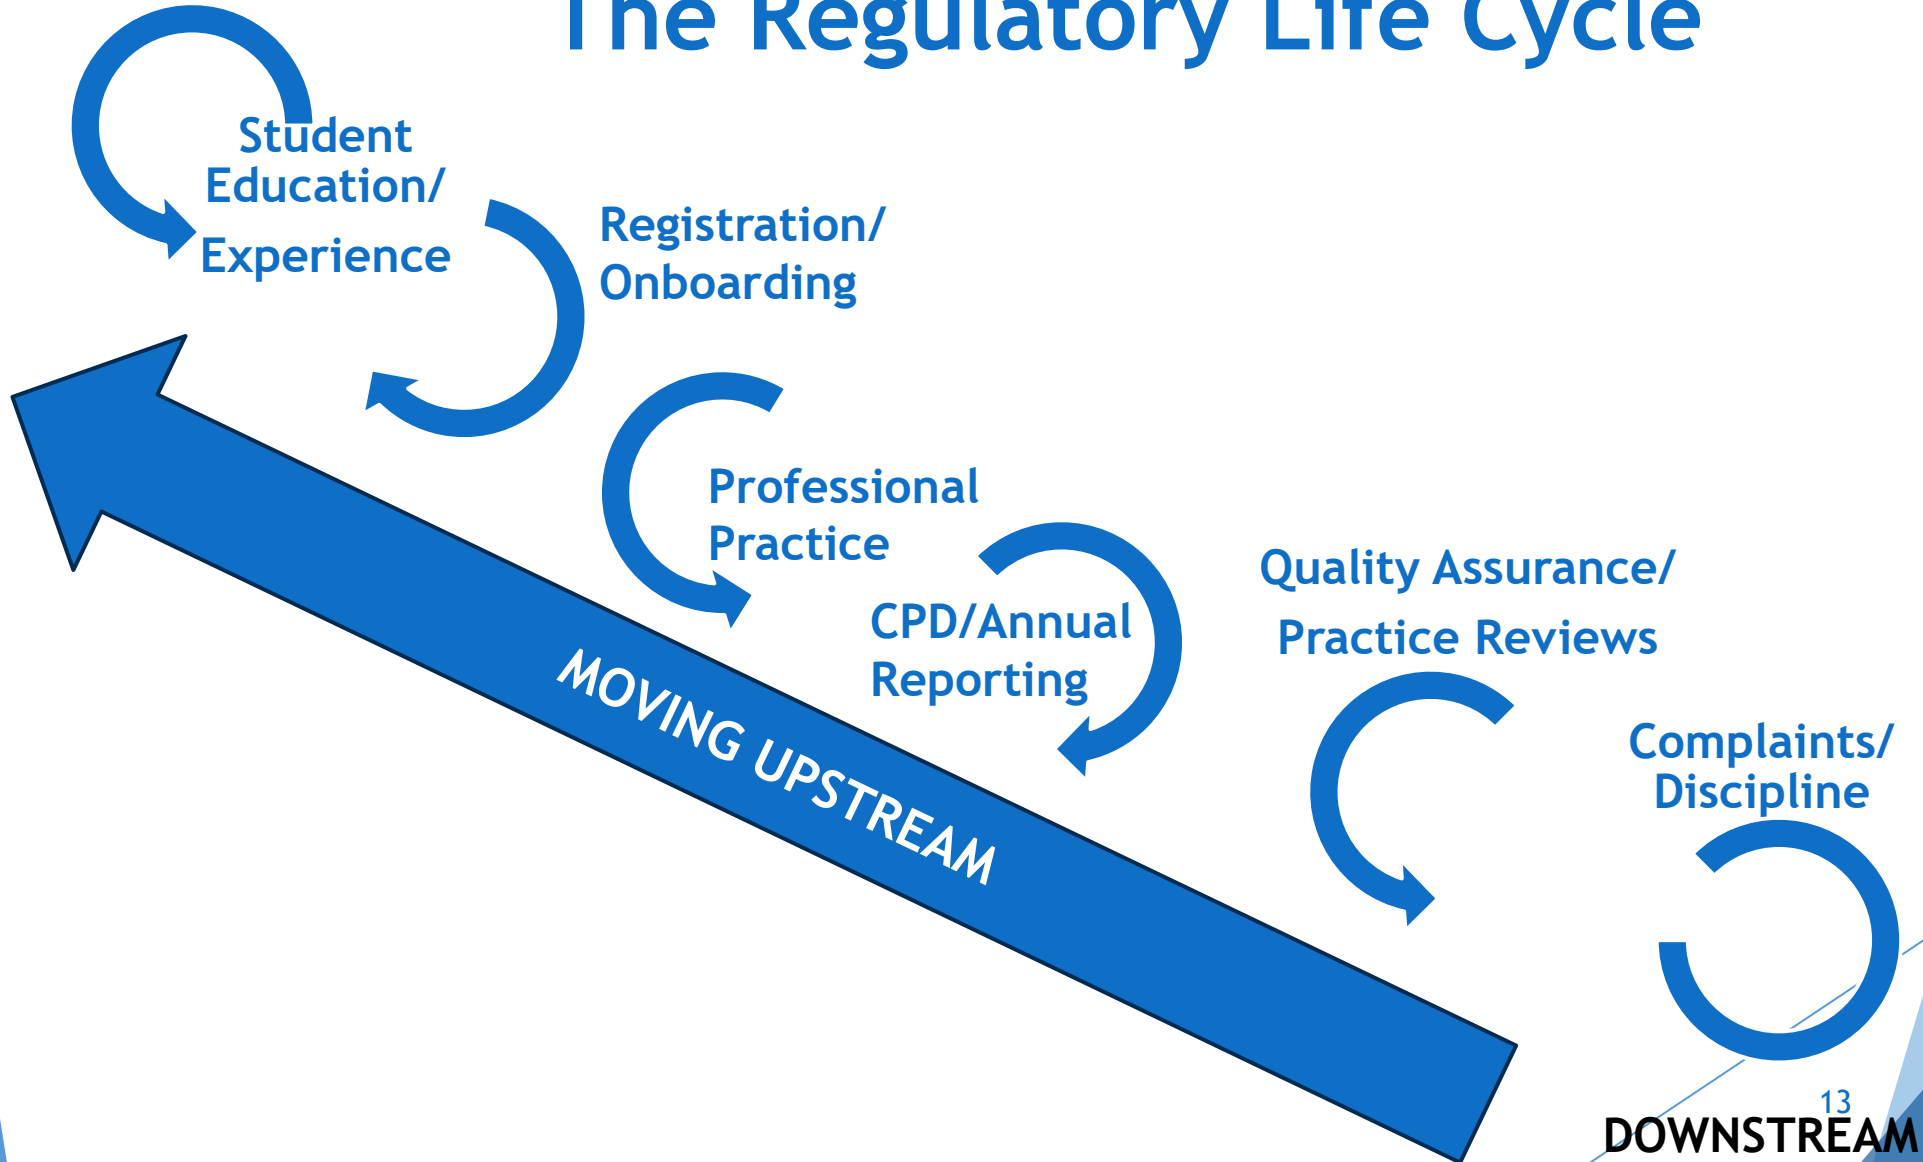 The Regulatory Life Cycle
Student
Education/
Experience
Registration/
Onboarding
Professional
Practice
CPD/Annual
Reporting
Quality Assurance/
Practice Reviews
Complaints/
Discipline
MOVING UPSTREAM
13
DOWNSTREAM